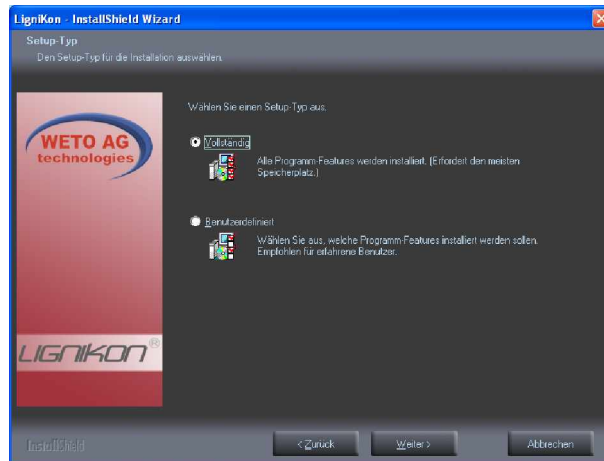 LigniKon - InstallShield Wizard
Setup-Typ
Den Setup-Typ für die Installation auswählen.
WETO AG
technologies
Wählen Sie einen Setup-Typ aus.
Vollständig
Alle Programm-Features werden installiert. (Erfordert den meisten
Speicherplatz.)
Benutzerdefiniert
Wählen Sie aus, welche Programm-Features installiert werden sollen.
Empfohlen für erfahrene Benutzer.
LIGNIKON®
InstallShield
< Zurück
Weiter >
Abbrechen